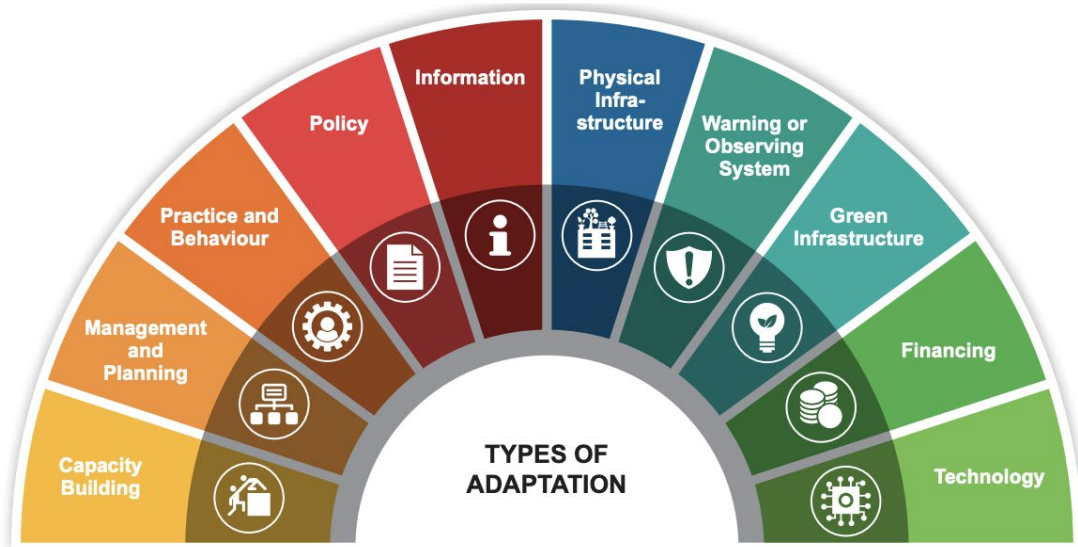 Capacity
Building
Management
and
Planning
Practice and
Behaviour
Policy
Information
Physical
Infra-
structure
Warning or
Observing
System
Green
Infrastructure
Financing
Technology
TYPES OF
ADAPTATION